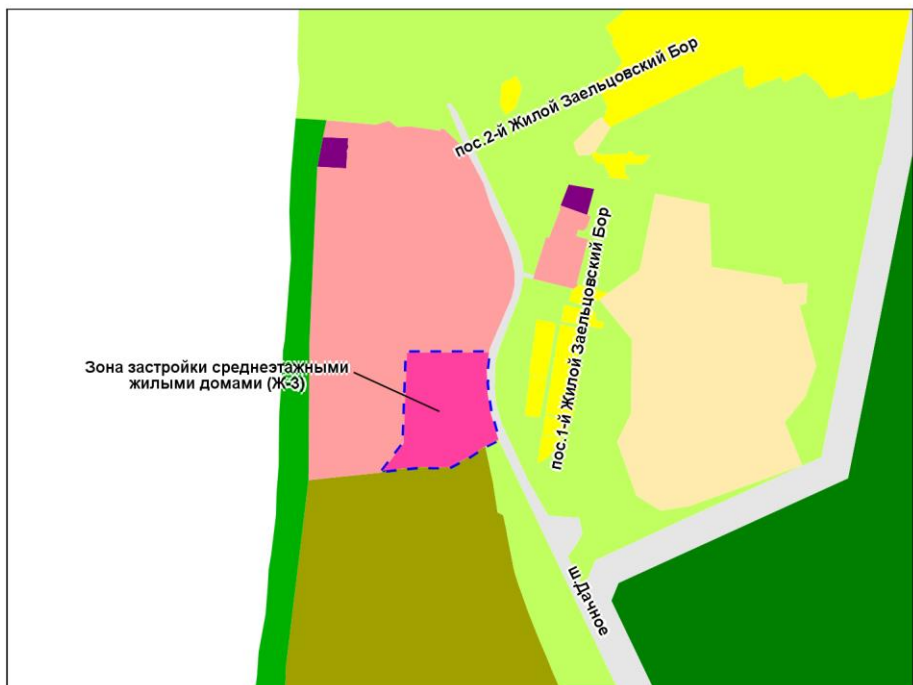 пос.2-й Жилой Заельцовский Бор
пос.1-й Жилой Заельцовский Бор
Зона застройки среднеэтажными
жилыми домами (Ж-3)
ш.Дачное